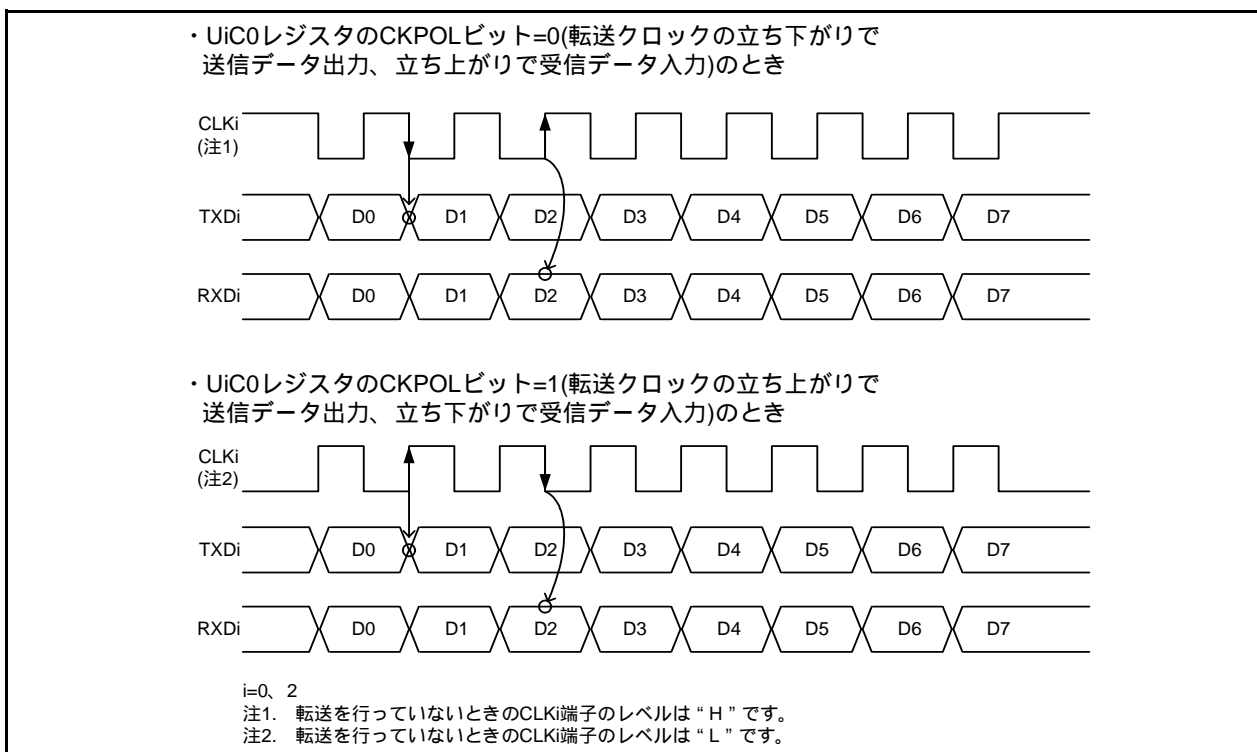 ・UiC0レジスタのCKPOLビット=0(転送クロックの立ち下がりで
送信データ出力、立ち上がりで受信データ入力)のとき
CLKi
(注1)
TXDi D0 D1 D2 D3 D4 D5 D6 D7
RXDi D0 D1 D2 D3 D4 D5 D6 D7
・UiC0レジスタのCKPOLビット=1(転送クロックの立ち上がりで
送信データ出力、立ち下がりで受信データ入力)のとき
CLKi
(注2)
TXDi D0 D1 D2 D3 D4 D5 D6 D7
RXDi D0 D1 D2 D3 D4 D5 D6 D7
i=0、2
注1. 転送を行っていないときのCLKi端子のレベルは“H”です。
注2. 転送を行っていないときのCLKi端子のレベルは“L”です。